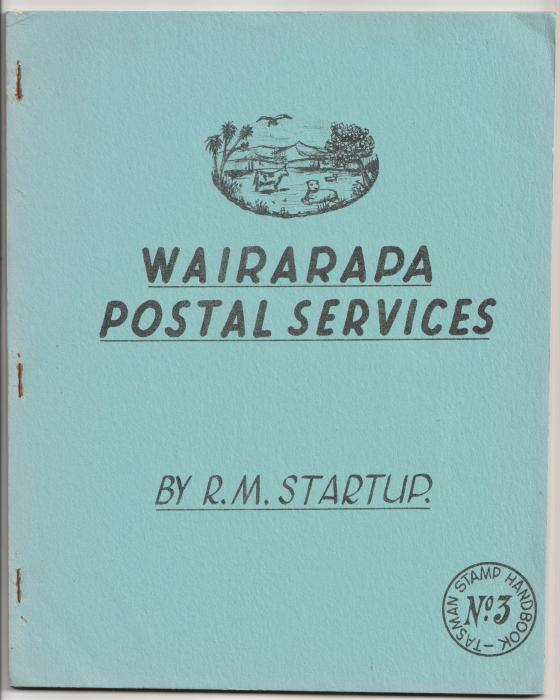 WAIRARAPA
POSTAL SERVICES
BY R.M. STARTUP.
TASMAN STAMP HANDBOOK –
Nº3